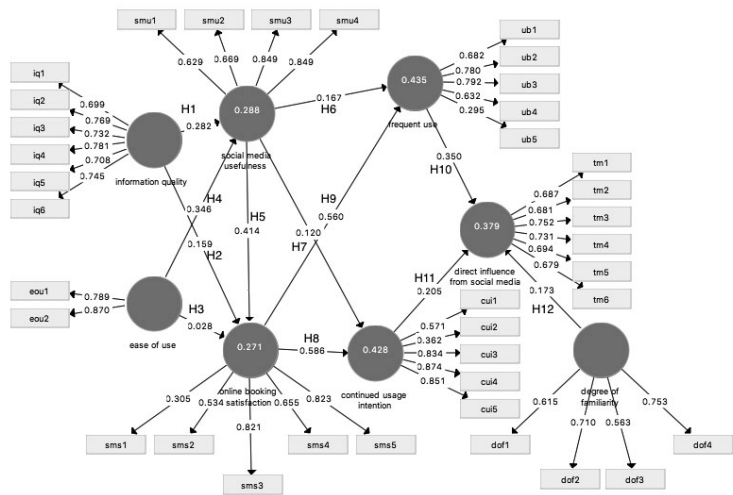 smu1
smu2
smu3
smu4
0.629
0.669
0.849
0.849
ub1
ub2
ub3
ub4
ub5
0.682
0.780
0.792
0.632
0.295
0.435
frequent use
iq1
iq2
iq3
iq4
iq5
iq6
0.699
0.769
0.732
0.781
0.708
0.745
information quality
H1
0.282
0.288
social media
usefulness
0.167
H6
H4
0.346
0.159
H2
H5
0.414
H9
0.560
0.120
H7
0.350
H10
0.379
direct influence
from social media
tm1
tm2
tm3
tm4
tm5
tm6
0.687
0.681
0.752
0.731
0.694
0.679
eou1
eou2
0.789
0.870
ease of use
H3
0.028
0.271
online booking
satisfaction
H8
0.586
0.428
continued usage
intention
H11
0.205
0.173
H12
cui1
cui2
cui3
cui4
cui5
0.571
0.362
0.834
0.874
0.851
degree of
familiarity
0.305
0.534
0.821
0.655
0.823
sms1
sms2
sms3
sms4
sms5
0.615
0.710
0.563
0.753
dof1
dof2
dof3
dof4